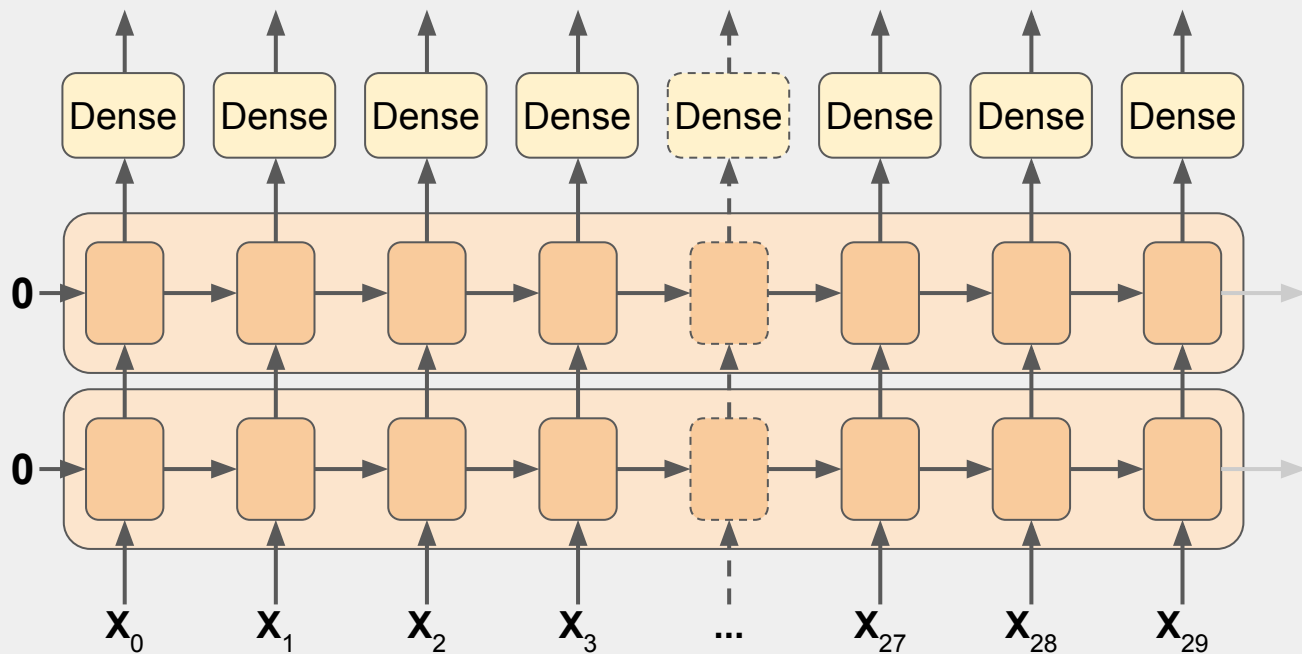 Dense Dense Dense Dense Dense Dense Dense Dense
0
0
X₀ X₁ X₂ X₃ ... X₂₇ X₂₈ X₂₉